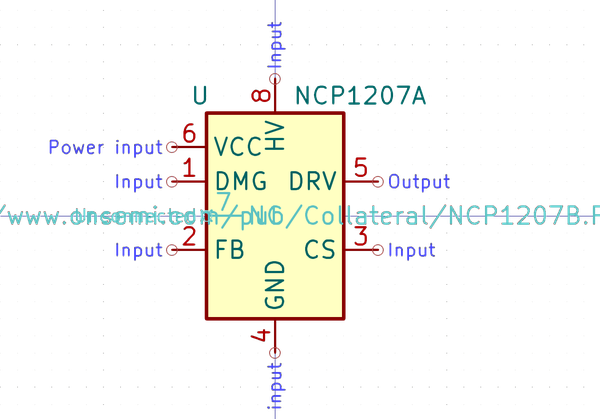 Input
8
U
NCP1207A
HV
6
VCC
Power input
1
DMG
Input
5
DRV
Output
7
NC
/www.onsemi.com/pub/Collateral/NCP1207B.P
2
FB
Input
3
CS
Input
GND
4
input